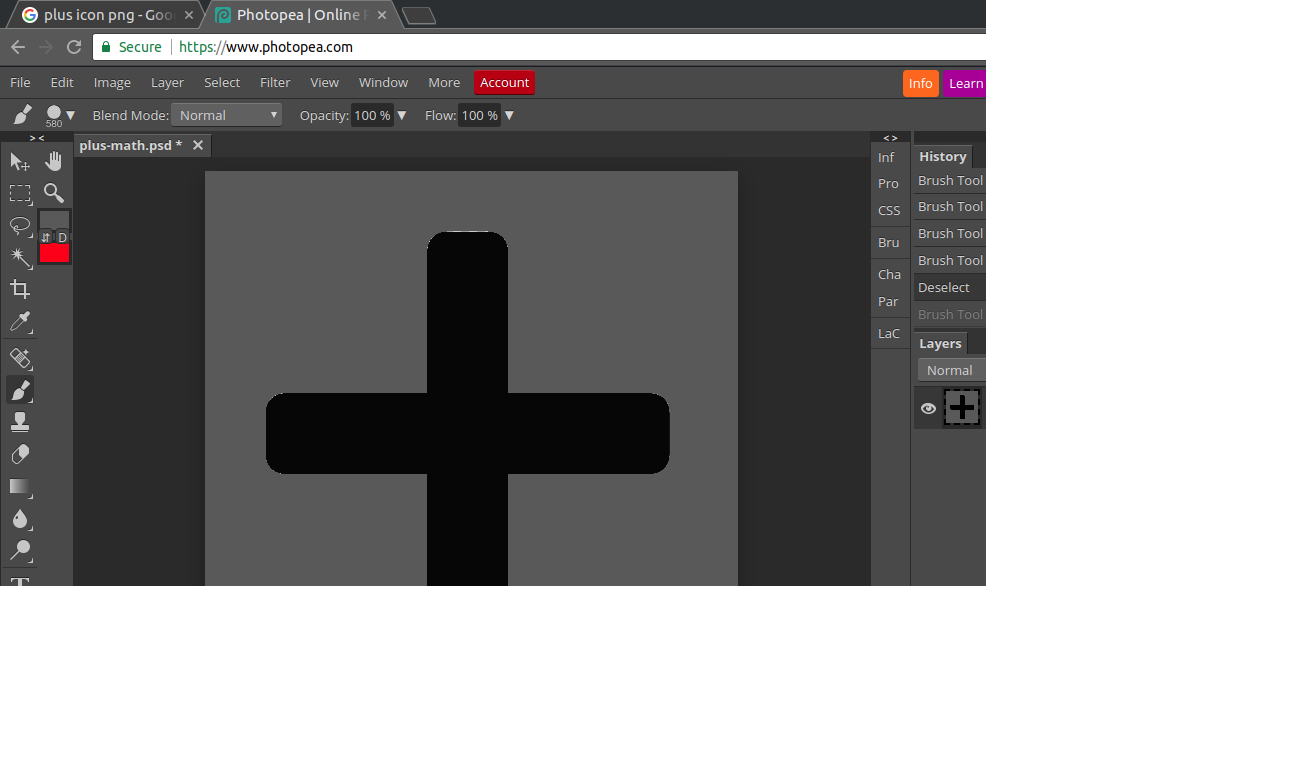 plus icon png - Goo
Photopea | Online P
Secure https://www.photopea.com
File Edit Image Layer Select Filter View Window More Account Info Learn
580 Blend Mode: Normal Opacity: 100 % Flow: 100 %
> < < >
plus-math.psd *
Inf
Pro
CSS
Bru
Cha
Par
LaC
History
Brush Tool
Brush Tool
Brush Tool
Brush Tool
Deselect
Brush Tool
Layers
Normal
D
T